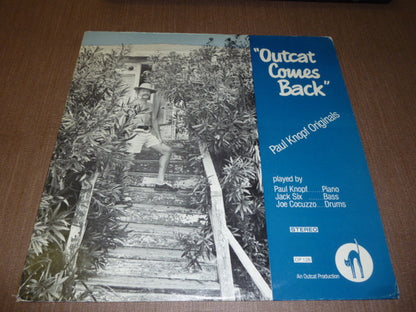 "Outcat
Comes
Back"
Paul Knopf Originals
played by
Paul Knopf......Piano
Jack Six......Bass
Joe Cocuzzo....Drums
STEREO
An Outcat Production